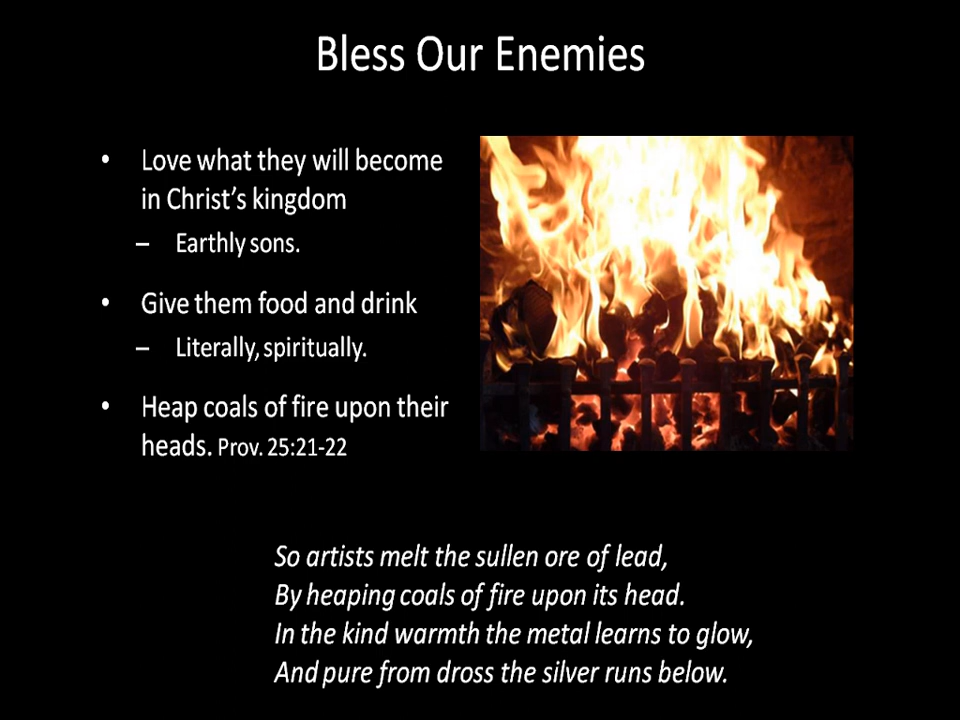 Bless Our Enemies
• Love what they will become
in Christ’s kingdom
– Earthly sons.
• Give them food and drink
– Literally, spiritually.
• Heap coals of fire upon their
heads. Prov. 25:21-22
So artists melt the sullen ore of lead,
By heaping coals of fire upon its head.
In the kind warmth the metal learns to glow,
And pure from dross the silver runs below.